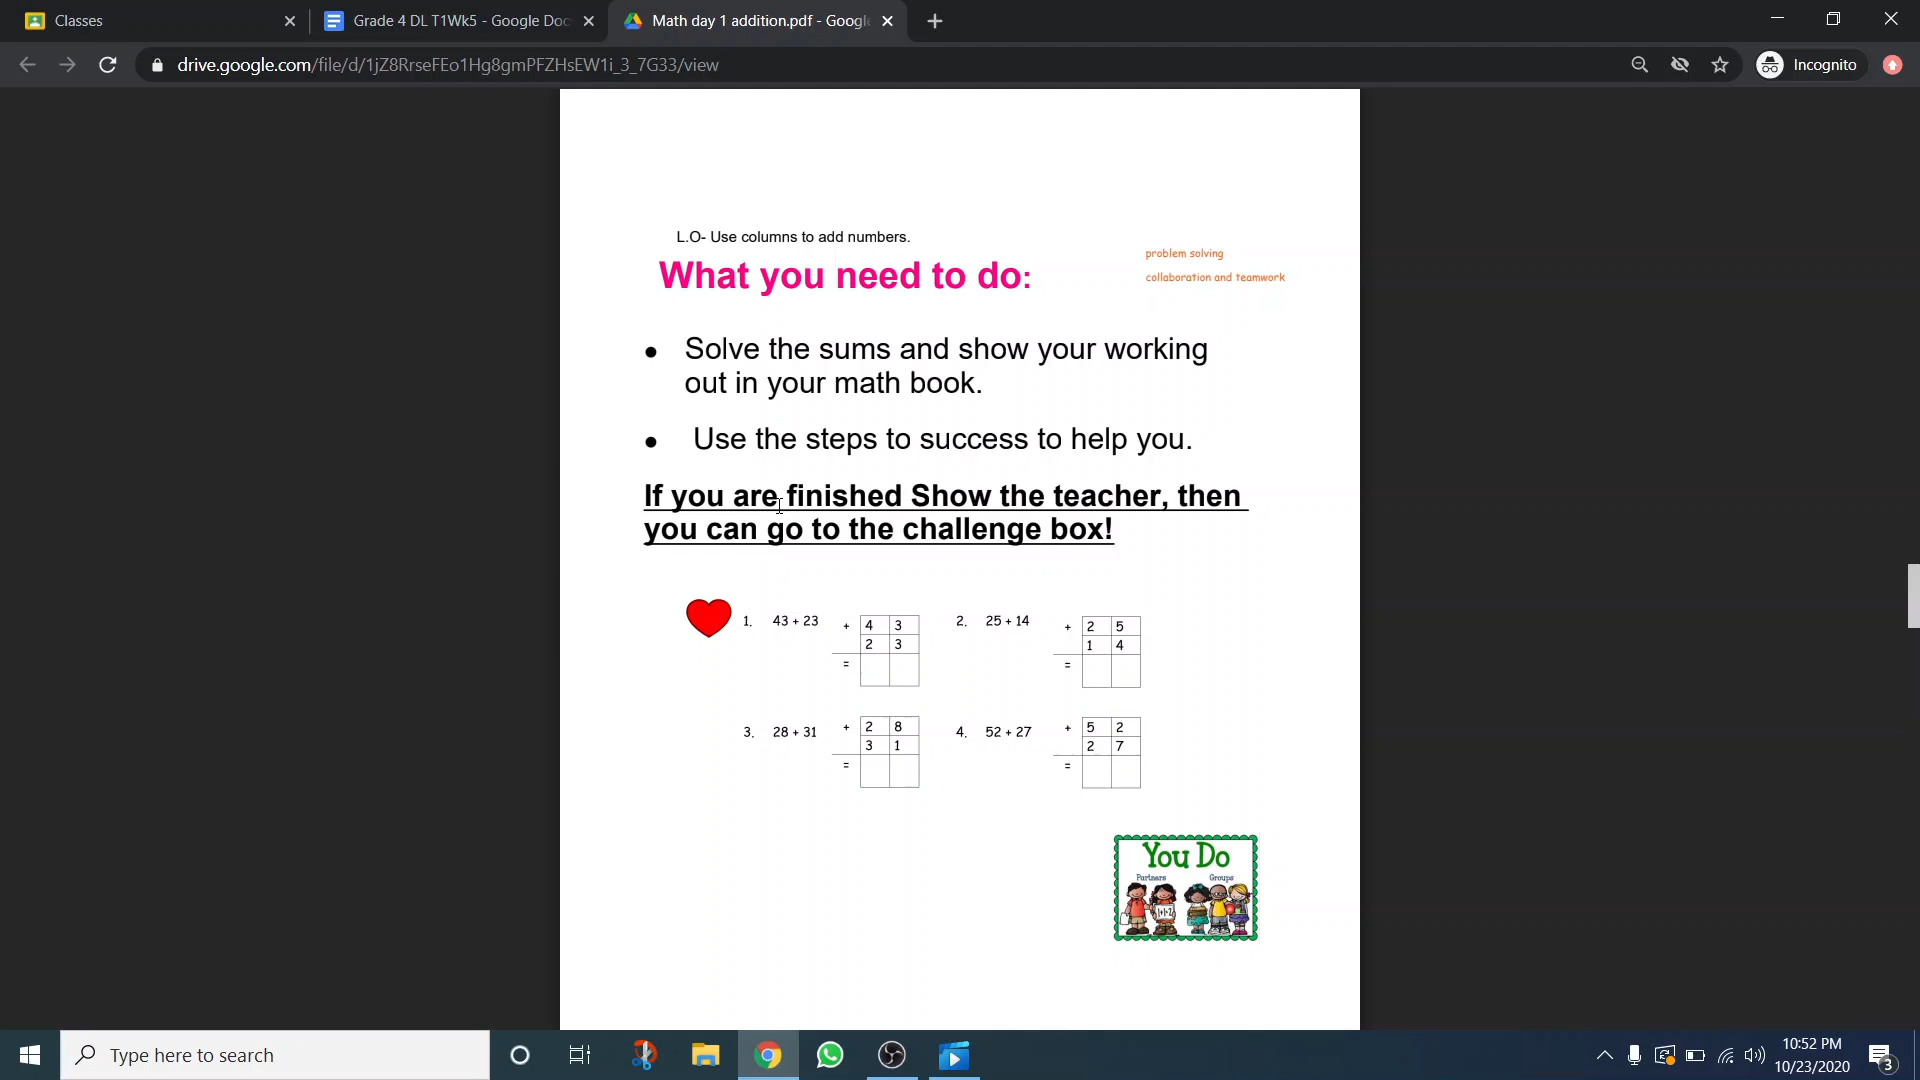 Classes
Grade 4 DL T1Wk5 - Google Doc
Math day 1 addition.pdf - Googl
drive.google.com/file/d/1jZ8RrseFEo1Hg8gmPFZHsEW1i_3_7G33/view
Incognito
L.O- Use columns to add numbers.
problem solving
What you need to do:
collaboration and teamwork
• Solve the sums and show your working
out in your math book.
• Use the steps to success to help you.
If you are finished Show the teacher, then
you can go to the challenge box!
1. 43 + 23
+ 4 3
2 3
=
2. 25 + 14
+ 2 5
1 4
=
3. 28 + 31
+ 2 8
3 1
=
4. 52 + 27
+ 5 2
2 7
=
You Do
Partners Groups
1+1=2
Type here to search
10:52 PM
10/23/2020
3